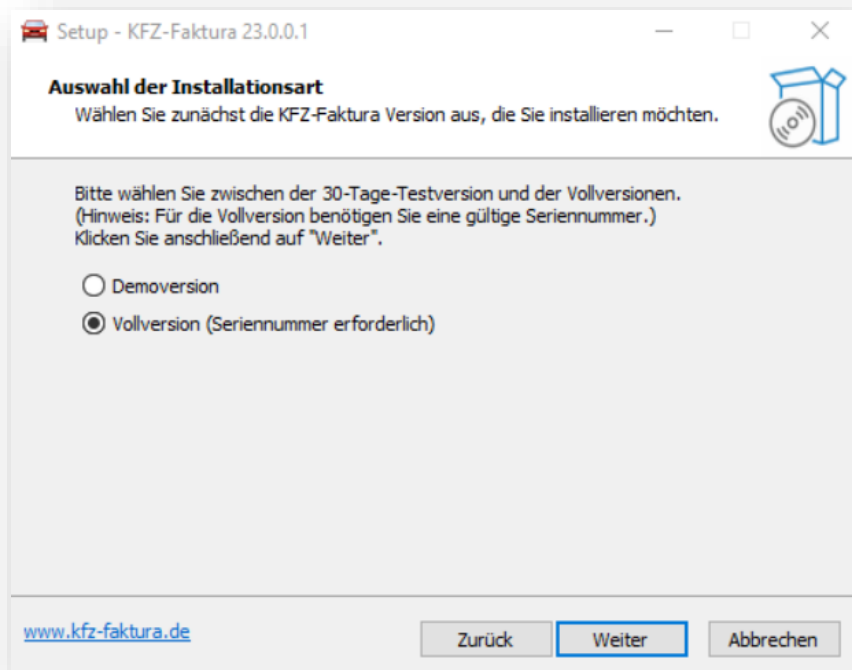 Setup - KFZ-Faktura 23.0.0.1
Auswahl der Installationsart
Wählen Sie zunächst die KFZ-Faktura Version aus, die Sie installieren möchten.
Bitte wählen Sie zwischen der 30-Tage-Testversion und der Vollversionen.
(Hinweis: Für die Vollversion benötigen Sie eine gültige Seriennummer.)
Klicken Sie anschließend auf "Weiter".
Demoversion
Vollversion (Seriennummer erforderlich)
www.kfz-faktura.de
Zurück
Weiter
Abbrechen